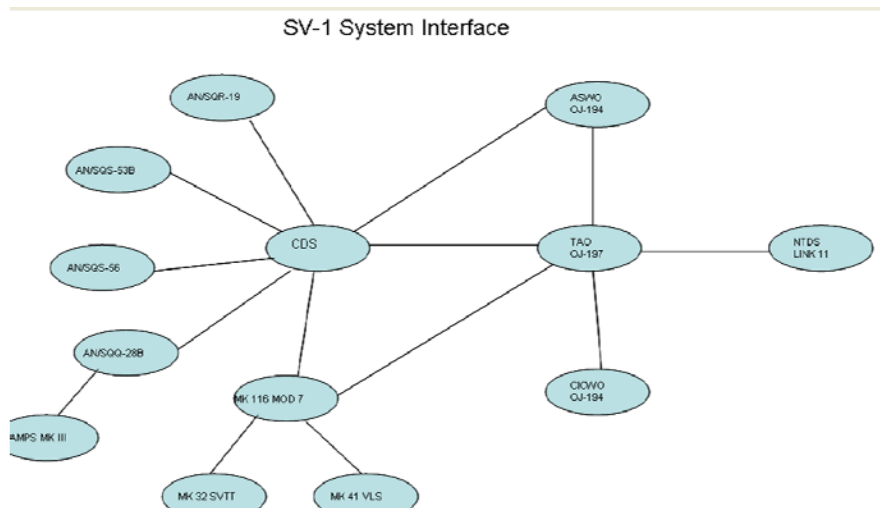 SV-1 System Interface
AN/SQR-19
ASWO
OJ-194
AN/SQS-53B
CDS
TAO
OJ-197
NTDS
LINK 11
AN/SQS-56
AN/SQQ-28B
MK 116 MOD 7
CICWO
OJ-194
AMPS MK III
MK 32 SVTT
MK 41 VLS